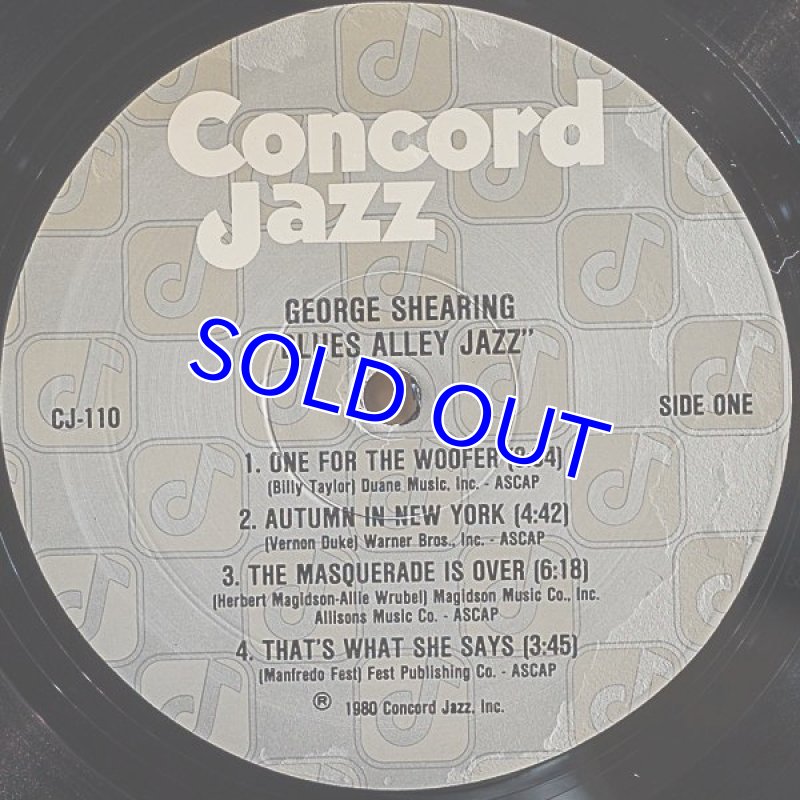 Concord
Jazz
GEORGE SHEARING
BLUES ALLEY JAZZ"
SOLD OUT
CJ-110
SIDE ONE
1. ONE FOR THE WOOFER
(Billy Taylor) Duane Music, Inc. - ASCAP
2. AUTUMN IN NEW YORK (4:42)
(Vernon Duke) Warner Bros., Inc. - ASCAP
3. THE MASQUERADE IS OVER (6:18)
(Herbert Magidson-Allie Wrubel) Magidson Music Co., Inc.
Allisons Music Co. - ASCAP
4. THAT'S WHAT SHE SAYS (3:45)
(Manfredo Fest) Fest Publishing Co. - ASCAP
® 1980 Concord Jazz, Inc.